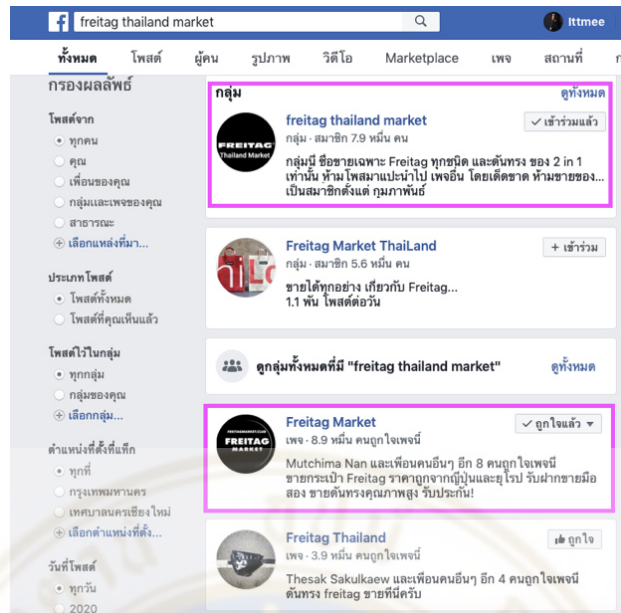 freitag thailand market
Ittmee
ทั้งหมด โพสต์ ผู้คน รูปภาพ วิดีโอ Marketplace เพจ สถานที่
กรองผลลัพธ์
โพสต์จาก
ทุกคน
คุณ
เพื่อนของคุณ
กลุ่มและเพจของคุณ
สาธารณะ
เลือกแหล่งที่มา...
ประเภทโพสต์
โพสต์ทั้งหมด
โพสต์ที่คุณเห็นแล้ว
โพสต์ไว้ในกลุ่ม
ทุกกลุ่ม
กลุ่มของคุณ
เลือกกลุ่ม...
ตำแหน่งที่ตั้งที่แท็ก
ทุกที่
กรุงเทพมหานคร
เทศบาลนครเชียงใหม่
เลือกตำแหน่งที่ตั้ง...
วันที่โพสต์
ทุกวัน
2020
กลุ่ม ดูทั้งหมด
FREITAG
Thailand Market
freitag thailand market
เข้าร่วมแล้ว
กลุ่ม · สมาชิก 7.9 หมื่น คน
กลุ่มนี้ ซื้อขายเฉพาะ Freitag ทุกชนิด และดันทรง ของ 2 in 1
เท่านั้น ห้ามโพสมาแปะนำไป เพจอื่น โดยเด็ดขาด ห้ามขายของ...
เป็นสมาชิกตั้งแต่ กุมภาพันธ์
Freitag Market ThaiLand
+ เข้าร่วม
กลุ่ม · สมาชิก 5.6 หมื่น คน
ขายได้ทุกอย่าง เกี่ยวกับ Freitag...
1.1 พัน โพสต์ต่อวัน
ดูกลุ่มทั้งหมดที่มี "freitag thailand market" ดูทั้งหมด
FREITAG
MARKET
Freitag Market
ถูกใจแล้ว
เพจ · 8.9 หมื่น คนถูกใจเพจนี้
Mutchima Nan และเพื่อนคนอื่นๆ อีก 8 คนถูกใจเพจนี้
ขายกระเป๋า Freitag ราคาถูกจากญี่ปุ่นและยุโรป รับฝากขายมือ
สอง ขายดันทรงคุณภาพสูง รับประกัน!
Freitag Thailand
ถูกใจ
เพจ · 3.9 หมื่น คนถูกใจเพจนี้
Thesak Sakulkaew และเพื่อนคนอื่นๆ อีก 4 คนถูกใจเพจนี้
ดันทรง freitag ขายที่นี่ครับ